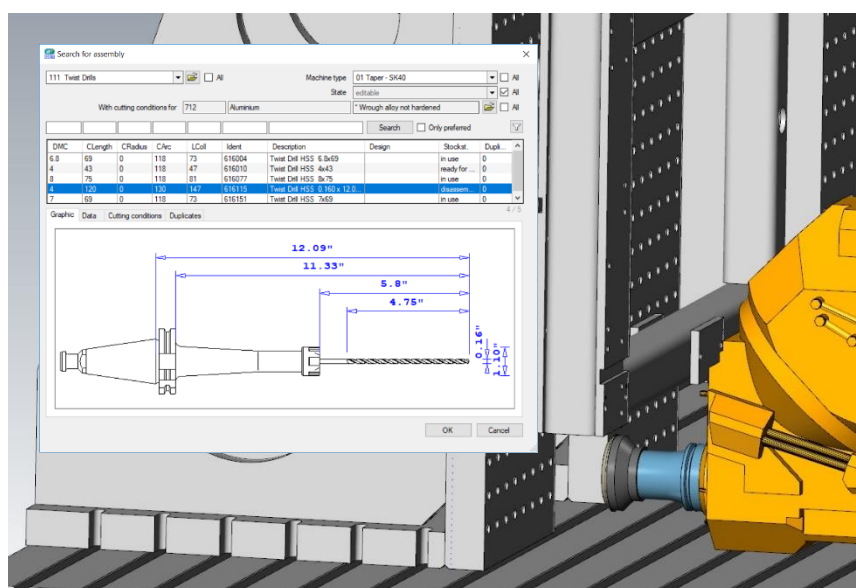 Search for assembly
111 Twist Drills All Machine type 01 Taper - SK40 All
State editable All
With cutting conditions for 712 Aluminium * Wrough alloy not hardened All
Search Only preferred
DMC CLength CRadius CArc LColl Ident Description Design Stockst. Dupli...
6.8 69 0 118 73 616004 Twist Drill HSS 6.8x69 in use 0
4 43 0 118 47 616010 Twist Drill HSS 4x43 ready for ... 0
8 75 0 118 81 616077 Twist Drill HSS 8x75 in use 0
4 120 0 130 147 616115 Twist Drill HSS 0.160 x 12.0... disassem... 0
7 69 0 118 73 616151 Twist Drill HSS 7x69 in use 0
4 / 5
Graphic Data Cutting conditions Duplicates
12.09"
11.33"
5.8"
4.75"
0.16"
1.10"
OK Cancel